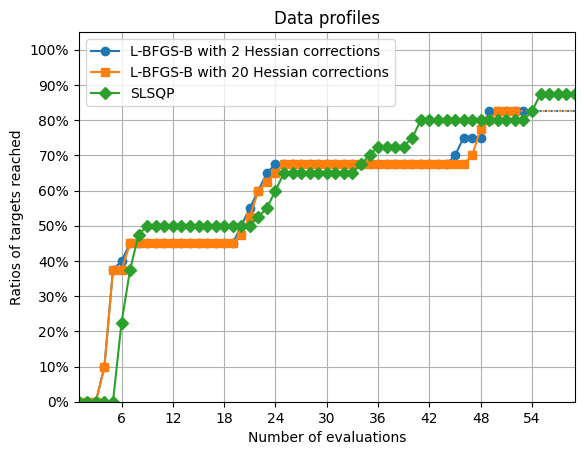 Data profiles
L-BFGS-B with 2 Hessian corrections
L-BFGS-B with 20 Hessian corrections
SLSQP
Ratios of targets reached
100%
90%
80%
70%
60%
50%
40%
30%
20%
10%
0%
6 12 18 24 30 36 42 48 54
Number of evaluations